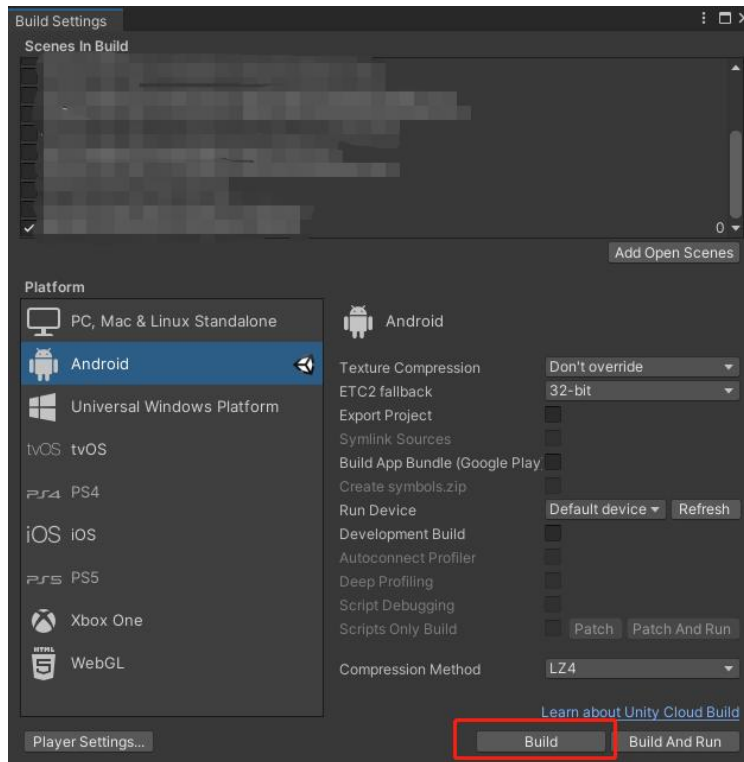 Build Settings
Scenes In Build
0
Add Open Scenes
Platform
PC, Mac & Linux Standalone
Android
Universal Windows Platform
tvOS tvOS
PS4 PS4
iOS iOS
PS5 PS5
Xbox One
HTML 5 WebGL
Android
Texture Compression Don't override
ETC2 fallback 32-bit
Export Project
Symlink Sources
Build App Bundle (Google Play
Create symbols.zip
Run Device Default device Refresh
Development Build
Autoconnect Profiler
Deep Profiling
Script Debugging
Scripts Only Build Patch Patch And Run
Compression Method LZ4
Learn about Unity Cloud Build
Player Settings... Build Build And Run